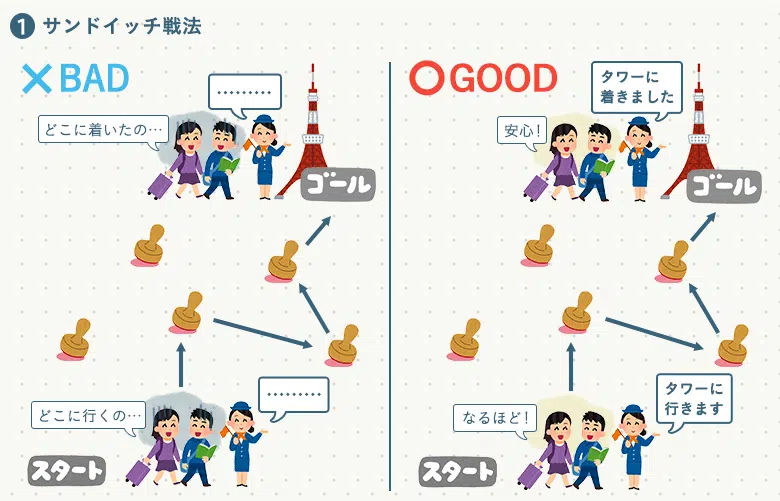 1 サンドイッチ戦法
×BAD
………
どこに着いたの…
ゴール
どこに行くの…
………
スタート
○GOOD
タワーに
着きました
安心！
ゴール
なるほど！
タワーに
行きます
スタート